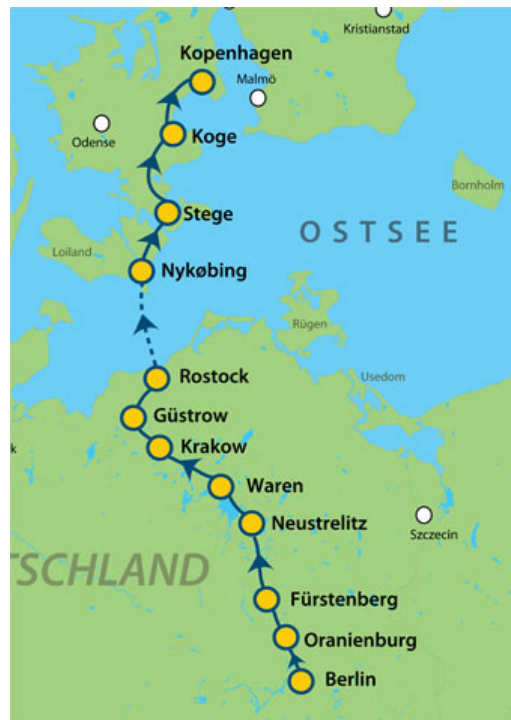 Kristianstad
Kopenhagen
Malmö
Odense
Koge
Bornholm
Stege
OSTSEE
Loiland
Nykøbing
Rügen
Rostock
Usedom
Güstrow
k
Krakow
Waren
Neustrelitz
Szczecin
TSCHLAND
Fürstenberg
Oranienburg
Berlin